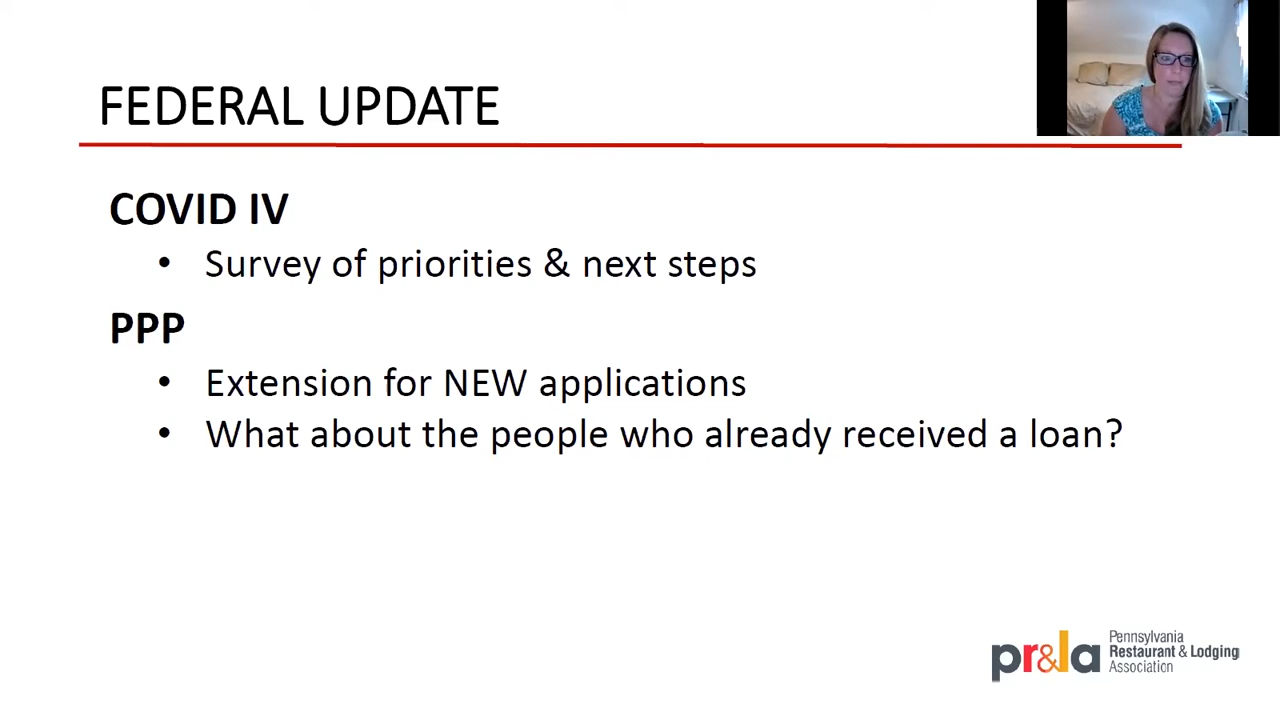 FEDERAL UPDATE
COVID IV
• Survey of priorities & next steps
PPP
• Extension for NEW applications
• What about the people who already received a loan?
pr&la
Pennsylvania
Restaurant & Lodging
Association